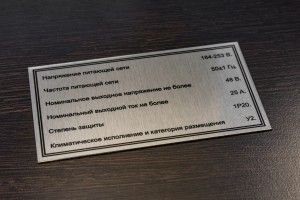 Напряжение питающей сети 184-253 В.
Частота питающей сети 50±1 Гц.
Номинальное выходное напряжение не более 48 В.
Номинальный выходной ток не более 25 А.
Степень защиты 1Р20.
Климатическое исполнение и категория размещения У2.